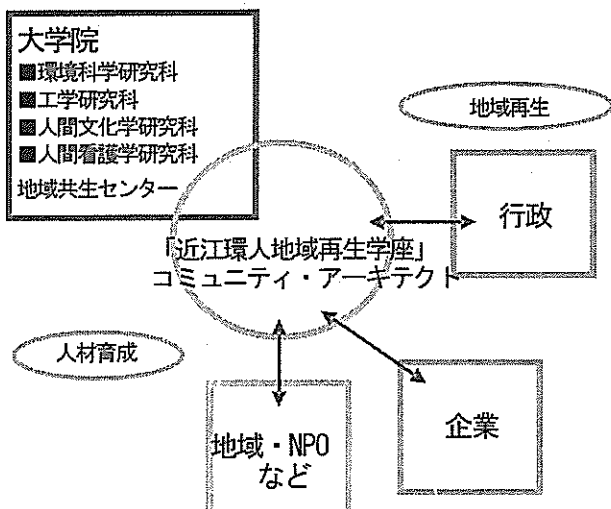 大学院
■環境科学研究科
■工学研究科
■人間文化学研究科
■人間看護学研究科
地域共生センター
地域再生
行政
「近江環人地域再生学座」
コミュニティ・アーキテクト
人材育成
地域・NPO
など
企業